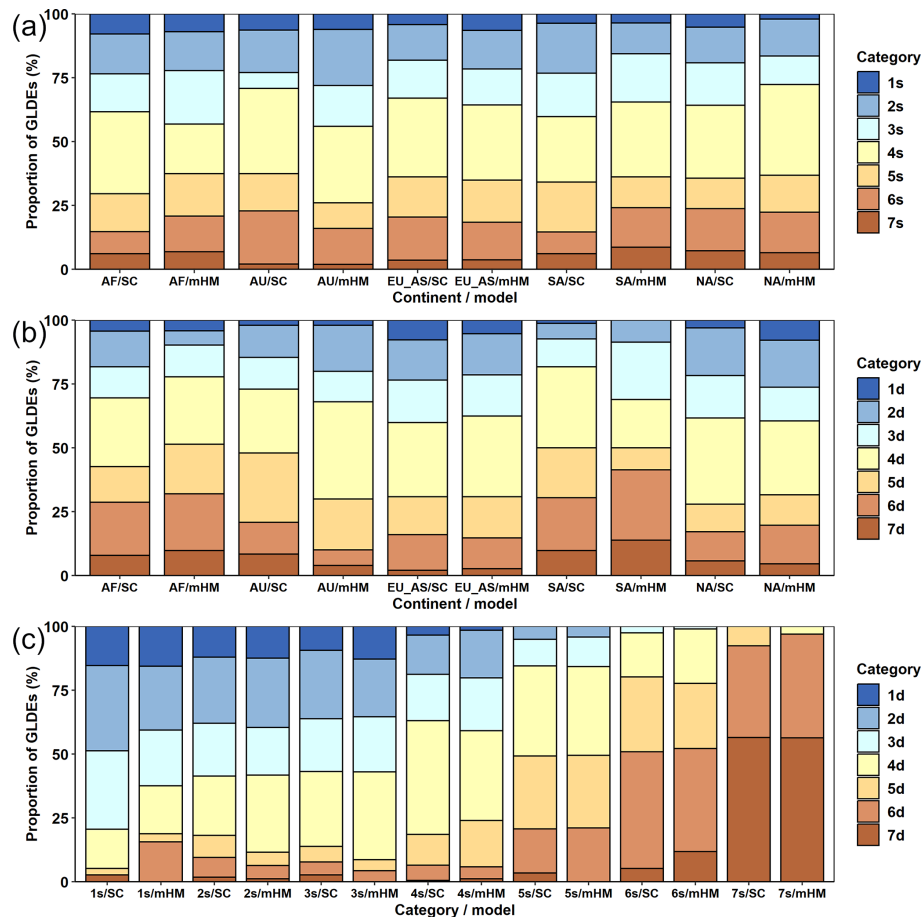 (a)
Proportion of GLDEs (%)
100
75
50
25
0
AF/SC AF/mHM AU/SC AU/mHM EU_AS/SC EU_AS/mHM SA/SC SA/mHM NA/SC NA/mHM
Continent / model
Category
1s
2s
3s
4s
5s
6s
7s
(b)
Proportion of GLDEs (%)
100
75
50
25
0
AF/SC AF/mHM AU/SC AU/mHM EU_AS/SC EU_AS/mHM SA/SC SA/mHM NA/SC NA/mHM
Continent / model
Category
1d
2d
3d
4d
5d
6d
7d
(c)
Proportion of GLDEs (%)
100
75
50
25
0
1s/SC 1s/mHM 2s/SC 2s/mHM 3s/SC 3s/mHM 4s/SC 4s/mHM 5s/SC 5s/mHM 6s/SC 6s/mHM 7s/SC 7s/mHM
Category / model
Category
1d
2d
3d
4d
5d
6d
7d